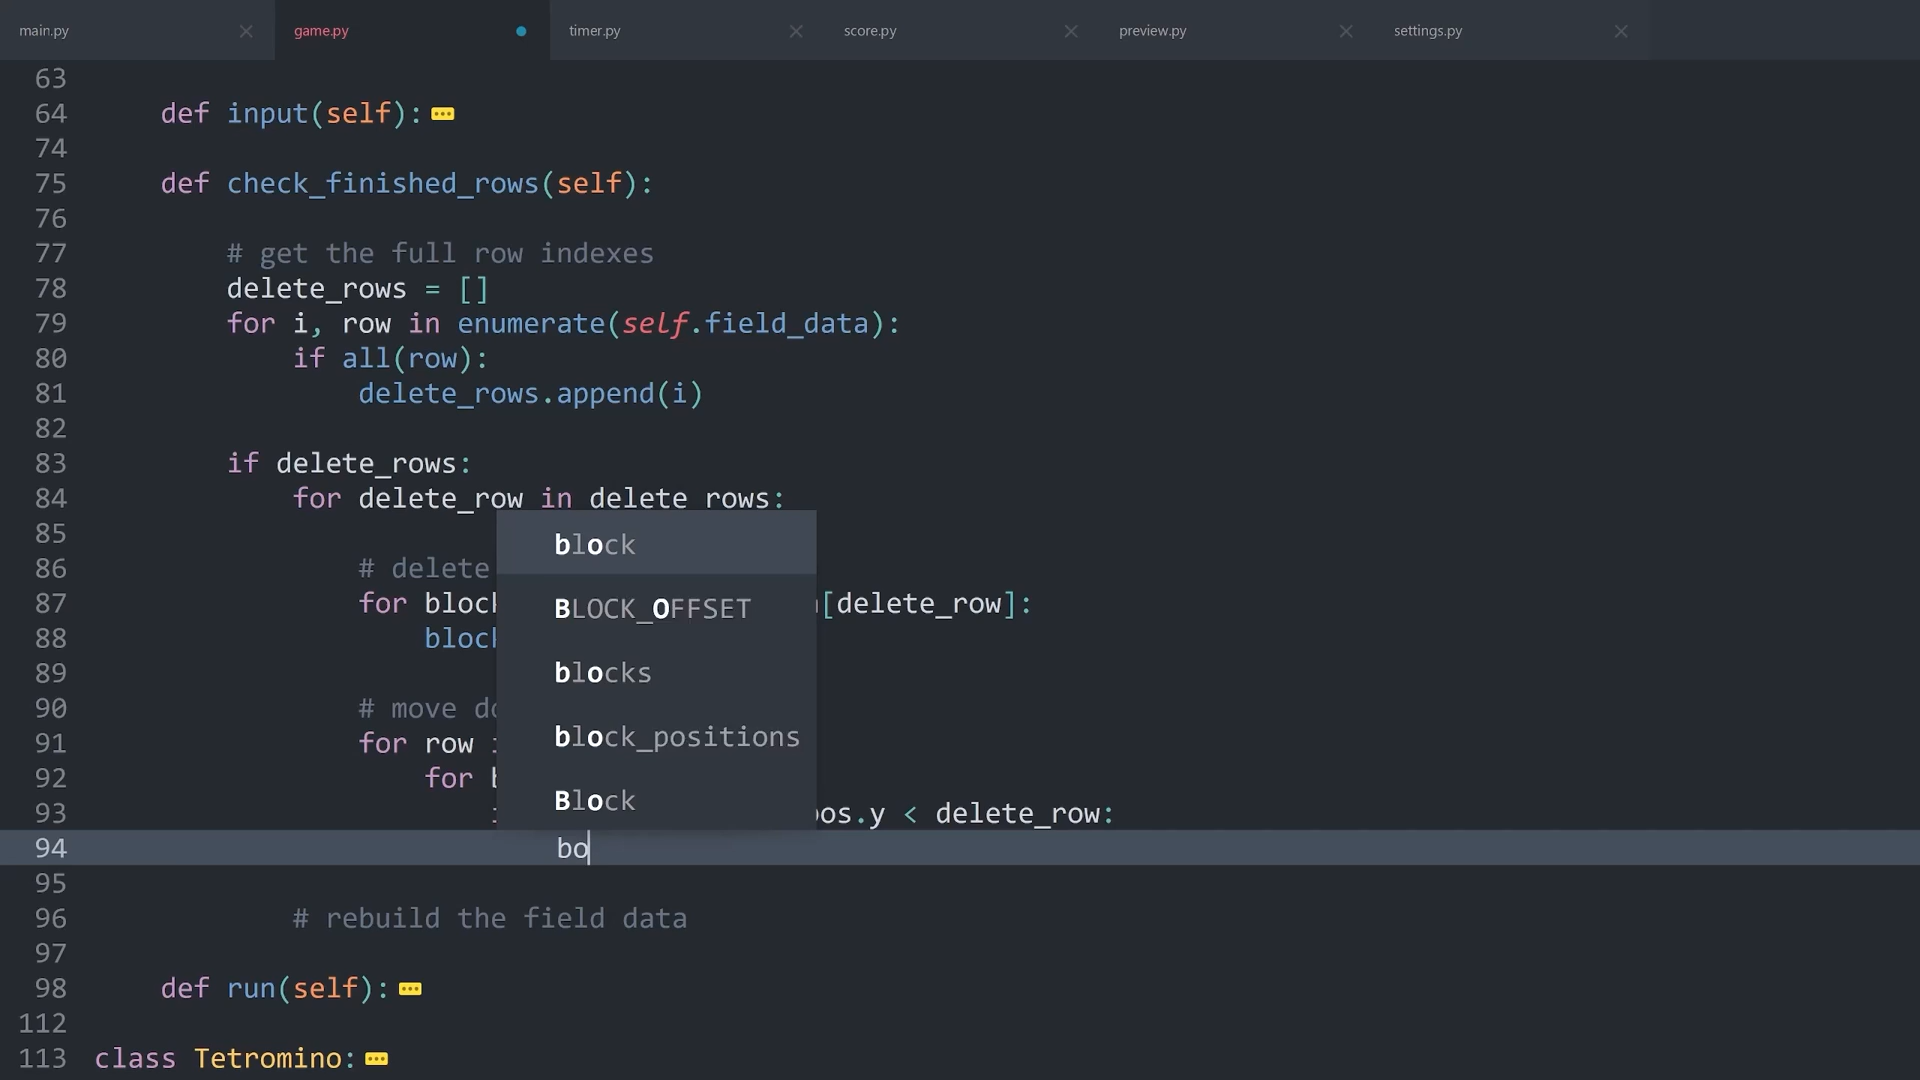 main.py
game.py
timer.py
score.py
preview.py
settings.py
63
64 def input(self):
74
75 def check_finished_rows(self):
76
77 # get the full row indexes
78 delete_rows = []
79 for i, row in enumerate(self.field_data):
80 if all(row):
81 delete_rows.append(i)
82
83 if delete_rows:
84 for delete_row in delete_rows:
85
block
86 # delete
BLOCK_OFFSET
87 for [delete_row]:
88
blocks
89
90 # move
block_positions
91 for row
92 for
Block
93 .y < delete_row:
94 bo
95
96 # rebuild the field data
97
98 def run(self):
112
113 class Tetromino: